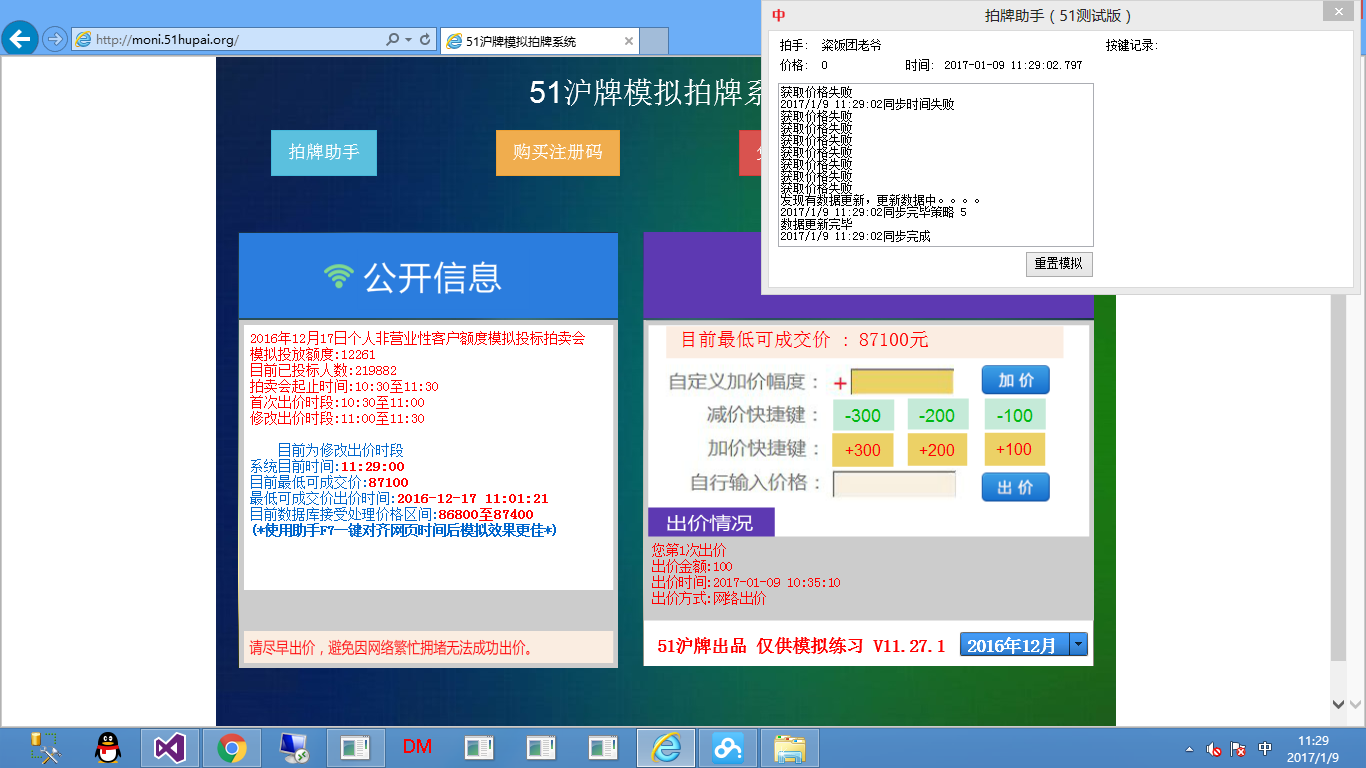 http://moni.51hupai.org/
51沪牌模拟拍牌系统
51沪牌模拟拍牌系
拍牌助手
购买注册码
中 拍牌助手（51测试版）
拍手： 粢饭团老爷
按键记录：
价格： 0 时间： 2017-01-09 11:29:02.797
获取价格失败
2017/1/9 11:29:02同步时间失败
获取价格失败
获取价格失败
获取价格失败
获取价格失败
获取价格失败
获取价格失败
获取价格失败
发现有数据更新，更新数据中。。。。
2017/1/9 11:29:02同步完毕策略 5
数据更新完毕
2017/1/9 11:29:02同步完成
重置模拟
公开信息
2016年12月17日个人非营业性客户额度模拟投标拍卖会
模拟投放额度:12261
目前已投标人数:219882
拍卖会起止时间:10:30至11:30
首次出价时段:10:30至11:00
修改出价时段:11:00至11:30
目前为修改出价时段
系统目前时间:11:29:00
目前最低可成交价:87100
最低可成交价出价时间:2016-12-17 11:01:21
目前数据库接受处理价格区间:86800至87400
(*使用助手F7一键对齐网页时间后模拟效果更佳*)
请尽早出价，避免因网络繁忙拥堵无法成功出价。
目前最低可成交价 ：87100元
自定义加价幅度： + 加 价
减价快捷键： -300 -200 -100
加价快捷键： +300 +200 +100
自行输入价格： 出 价
出价情况
您第1次出价
出价金额:100
出价时间:2017-01-09 10:35:10
出价方式:网络出价
51沪牌出品 仅供模拟练习 V11.27.1
2016年12月
DM
中
11:29
2017/1/9